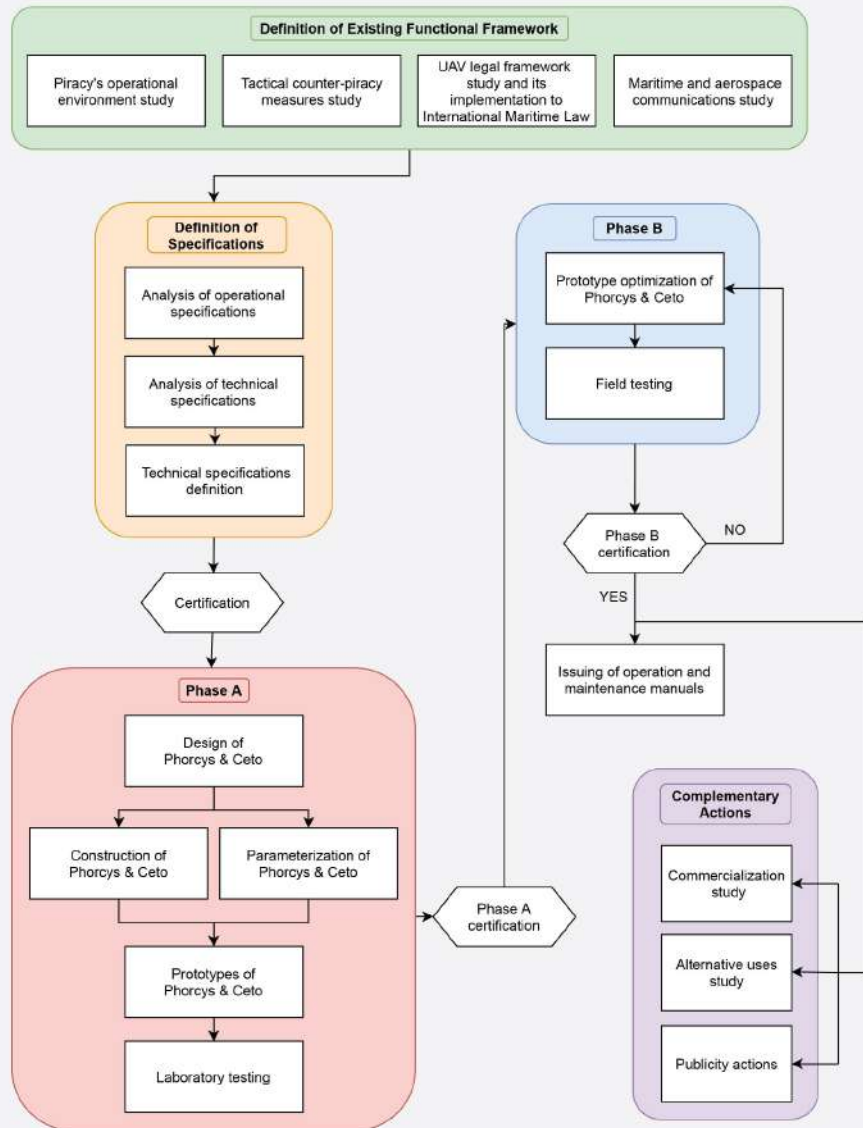 Definition of Existing Functional Framework
Piracy's operational
environment study
Tactical counter-piracy
measures study
UAV legal framework
study and its
implementation to
International Maritime Law
Maritime and aerospace
communications study
Definition of
Specifications
Analysis of operational
specifications
Analysis of technical
specifications
Technical specifications
definition
Certification
Phase A
Design of
Phorcys & Ceto
Construction of
Phorcys & Ceto
Parameterization of
Phorcys & Ceto
Prototypes of
Phorcys & Ceto
Laboratory testing
Phase A
certification
Phase B
Prototype optimization of
Phorcys & Ceto
Field testing
Phase B
certification
NO
YES
Issuing of operation and
maintenance manuals
Complementary
Actions
Commercialization
study
Alternative uses
study
Publicity actions